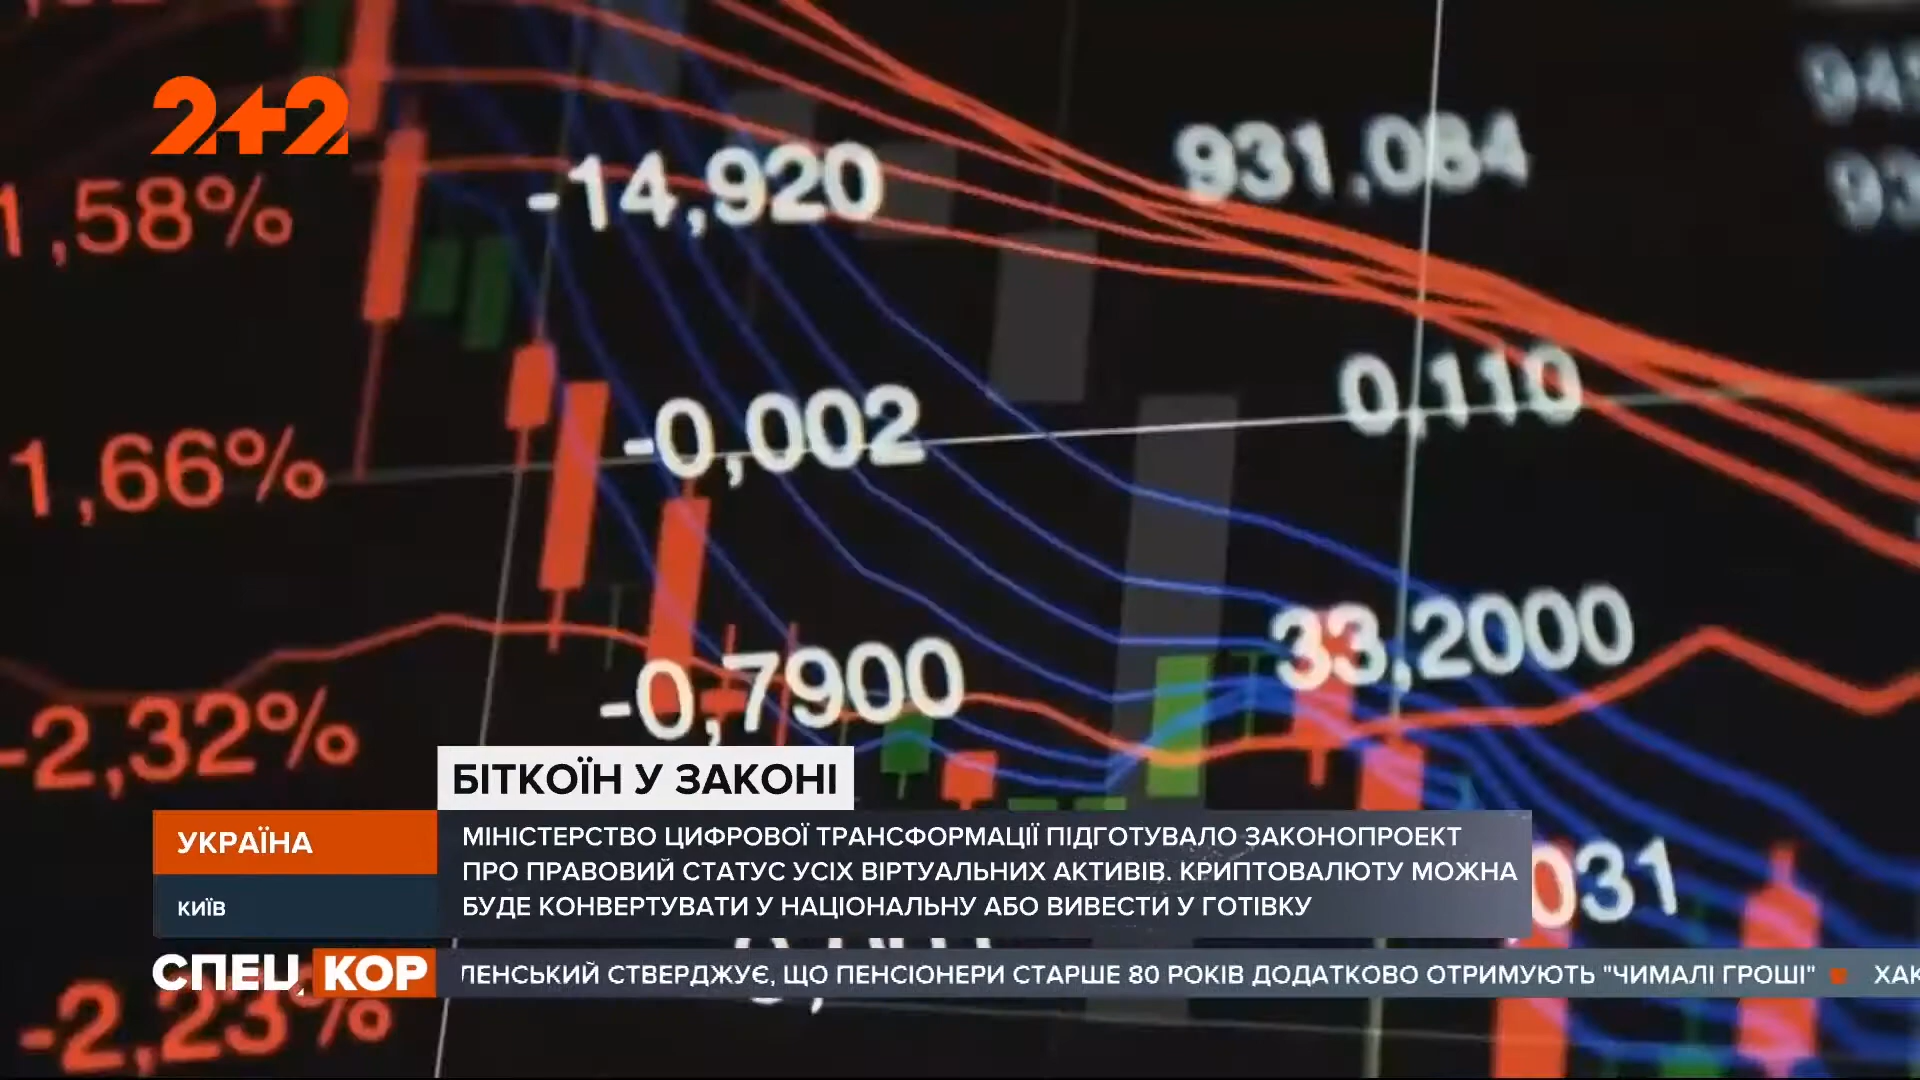 2+2
-14,920
931,084
1,58%
-0,002
0,110
1,66%
-0,7900
33,2000
-2,32%
БІТКОЇН У ЗАКОНІ
УКРАЇНА
КИЇВ
МІНІСТЕРСТВО ЦИФРОВОЇ ТРАНСФОРМАЦІЇ ПІДГОТУВАЛО ЗАКОНОПРОЕКТ
ПРО ПРАВОВИЙ СТАТУС УСІХ ВІРТУАЛЬНИХ АКТИВІВ. КРИПТОВАЛЮТУ МОЖНА
БУДЕ КОНВЕРТУВАТИ У НАЦІОНАЛЬНУ АБО ВИВЕСТИ У ГОТІВКУ
031
СПЕЦКОР
ЛЕНСЬКИЙ СТВЕРДЖУЄ, ЩО ПЕНСІОНЕРИ СТАРШЕ 80 РОКІВ ДОДАТКОВО ОТРИМУЮТЬ "ЧИМАЛІ ГРОШІ" ■ ХАК
-2,23%